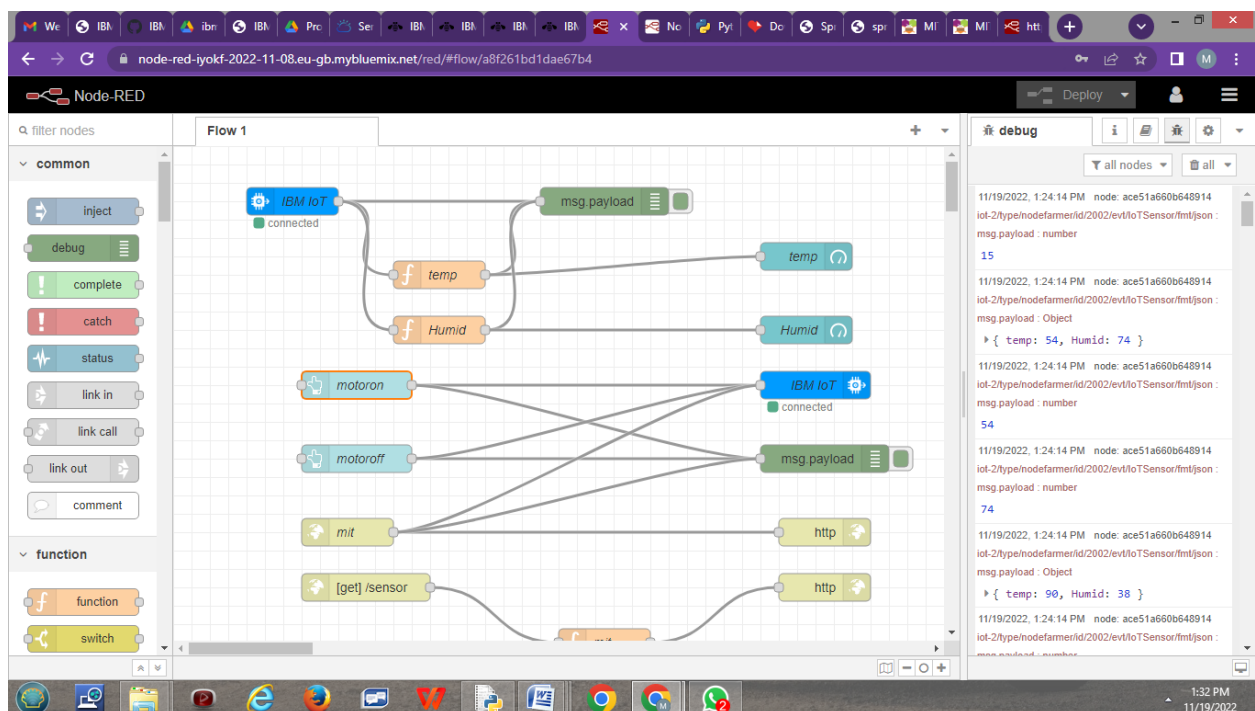 We
IBM
IBM
ibm
IBM
Pro
Ser
IBM
IBM
IBM
IBM
No
Pyt
Do
Spr
spr
MI
MI
htt
node-red-iyokf-2022-11-08.eu-gb.mybluemix.net/red/#flow/a8f261bd1dae67b4
M
Node-RED
Deploy
filter nodes
Flow 1
debug
i
all nodes
all
common
inject
debug
complete
catch
status
link in
link call
link out
comment
function
function
switch
IBM IoT
connected
msg.payload
temp
temp
Humid
Humid
motoron
IBM IoT
connected
motoroff
msg.payload
mit
http
[get] /sensor
http
11/19/2022, 1:24:14 PM node: ace51a660b648914
iot-2/type/nodefarmer/id/2002/evt/IoTSensor/fmt/json :
msg.payload : number
15
11/19/2022, 1:24:14 PM node: ace51a660b648914
iot-2/type/nodefarmer/id/2002/evt/IoTSensor/fmt/json :
msg.payload : Object
{ temp: 54, Humid: 74 }
11/19/2022, 1:24:14 PM node: ace51a660b648914
iot-2/type/nodefarmer/id/2002/evt/IoTSensor/fmt/json :
msg.payload : number
54
11/19/2022, 1:24:14 PM node: ace51a660b648914
iot-2/type/nodefarmer/id/2002/evt/IoTSensor/fmt/json :
msg.payload : number
74
11/19/2022, 1:24:14 PM node: ace51a660b648914
iot-2/type/nodefarmer/id/2002/evt/IoTSensor/fmt/json :
msg.payload : Object
{ temp: 90, Humid: 38 }
11/19/2022, 1:24:14 PM node: ace51a660b648914
iot-2/type/nodefarmer/id/2002/evt/IoTSensor/fmt/json :
msg.payload : number
1:32 PM
11/19/2022